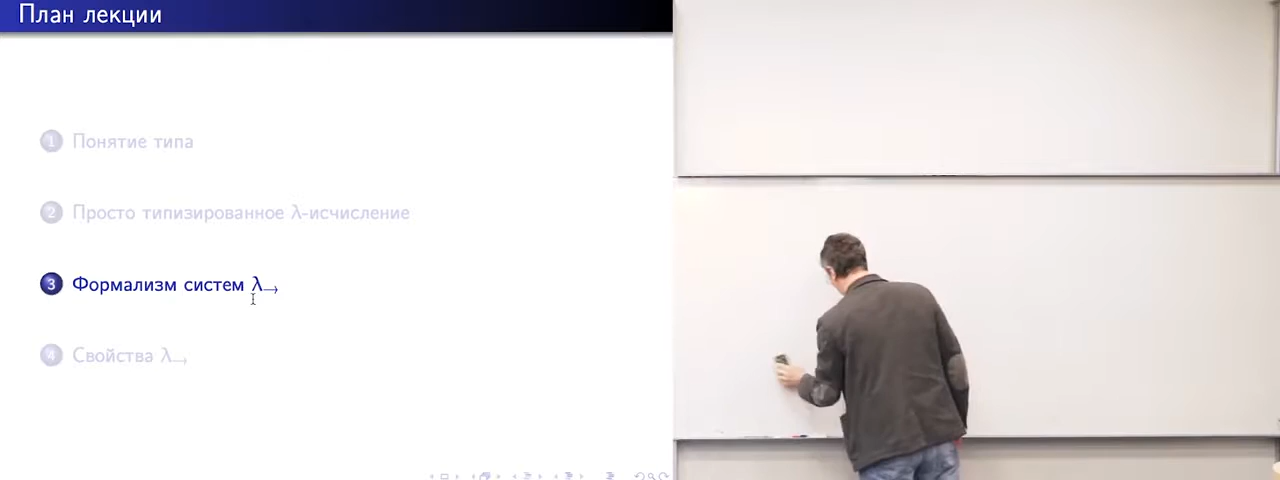 План лекции
1 Понятие типа
2 Просто типизированное λ-исчисление
3 Формализм систем λ→
4 Свойства λ→